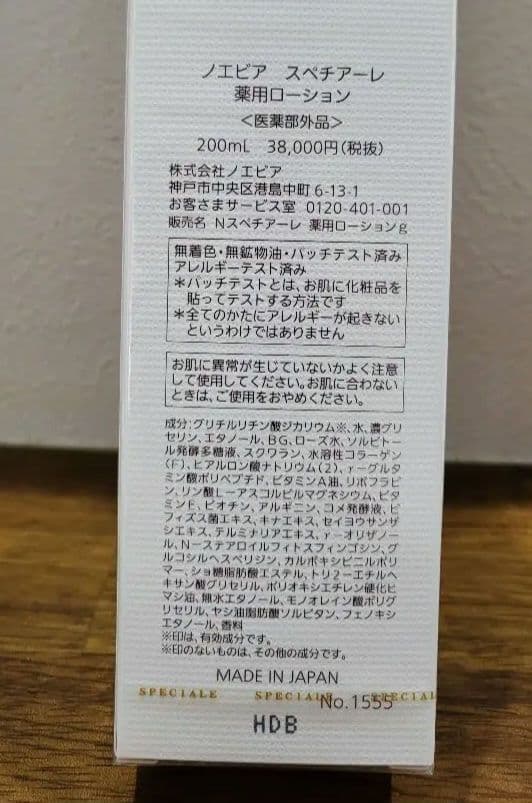 ノエビア スペチアーレ
薬用ローション
＜医薬部外品＞
200mL 38,000円（税抜）
株式会社ノエビア
神戸市中央区港島中町 6-13-1
お客さまサービス室 0120-401-001
販売名 Nスペチアーレ 薬用ローションg
無着色・無鉱物油・パッチテスト済み
アレルギーテスト済み
＊パッチテストとは、お肌に化粧品を
貼ってテストする方法です
＊全てのかたにアレルギーが起きない
というわけではありません
お肌に異常が生じていないかよく注意
して使用してください。お肌に合わない
ときは、ご使用をおやめください。
成分：グリチルリチン酸ジカリウム※、水、濃グリ
セリン、エタノール、BG、ローズ水、ソルビトー
ル発酵多糖液、スクワラン、水溶性コラーゲン
（F）、ヒアルロン酸ナトリウム（2）、γーグルタ
ミン酸ポリペプチド、ビタミンA油、リボフラビ
ン、リン酸Lーアスコルビルマグネシウム、ビタ
ミンE、ビオチン、アルギニン、コメ発酵液、ビ
フィズス菌エキス、キナエキス、セイヨウサンザ
シエキス、テルミナリアエキス、γーオリザノー
ル、Nーステアロイルフィトスフィンゴシン、グ
ルコシルヘスペリジン、カルボキシビニルポリ
マー、ショ糖脂肪酸エステル、トリ2ーエチルヘ
キサン酸グリセリル、ポリオキシエチレン硬化ヒ
マシ油、無水エタノール、モノオレイン酸ポリグ
リセリル、ヤシ油脂肪酸ソルビタン、フェノキシ
エタノール、香料
※印は、有効成分です。
※印のないものは、その他の成分です。
MADE IN JAPAN
SPECIALE SPECIALE SPECIAL
No.1555
HDB